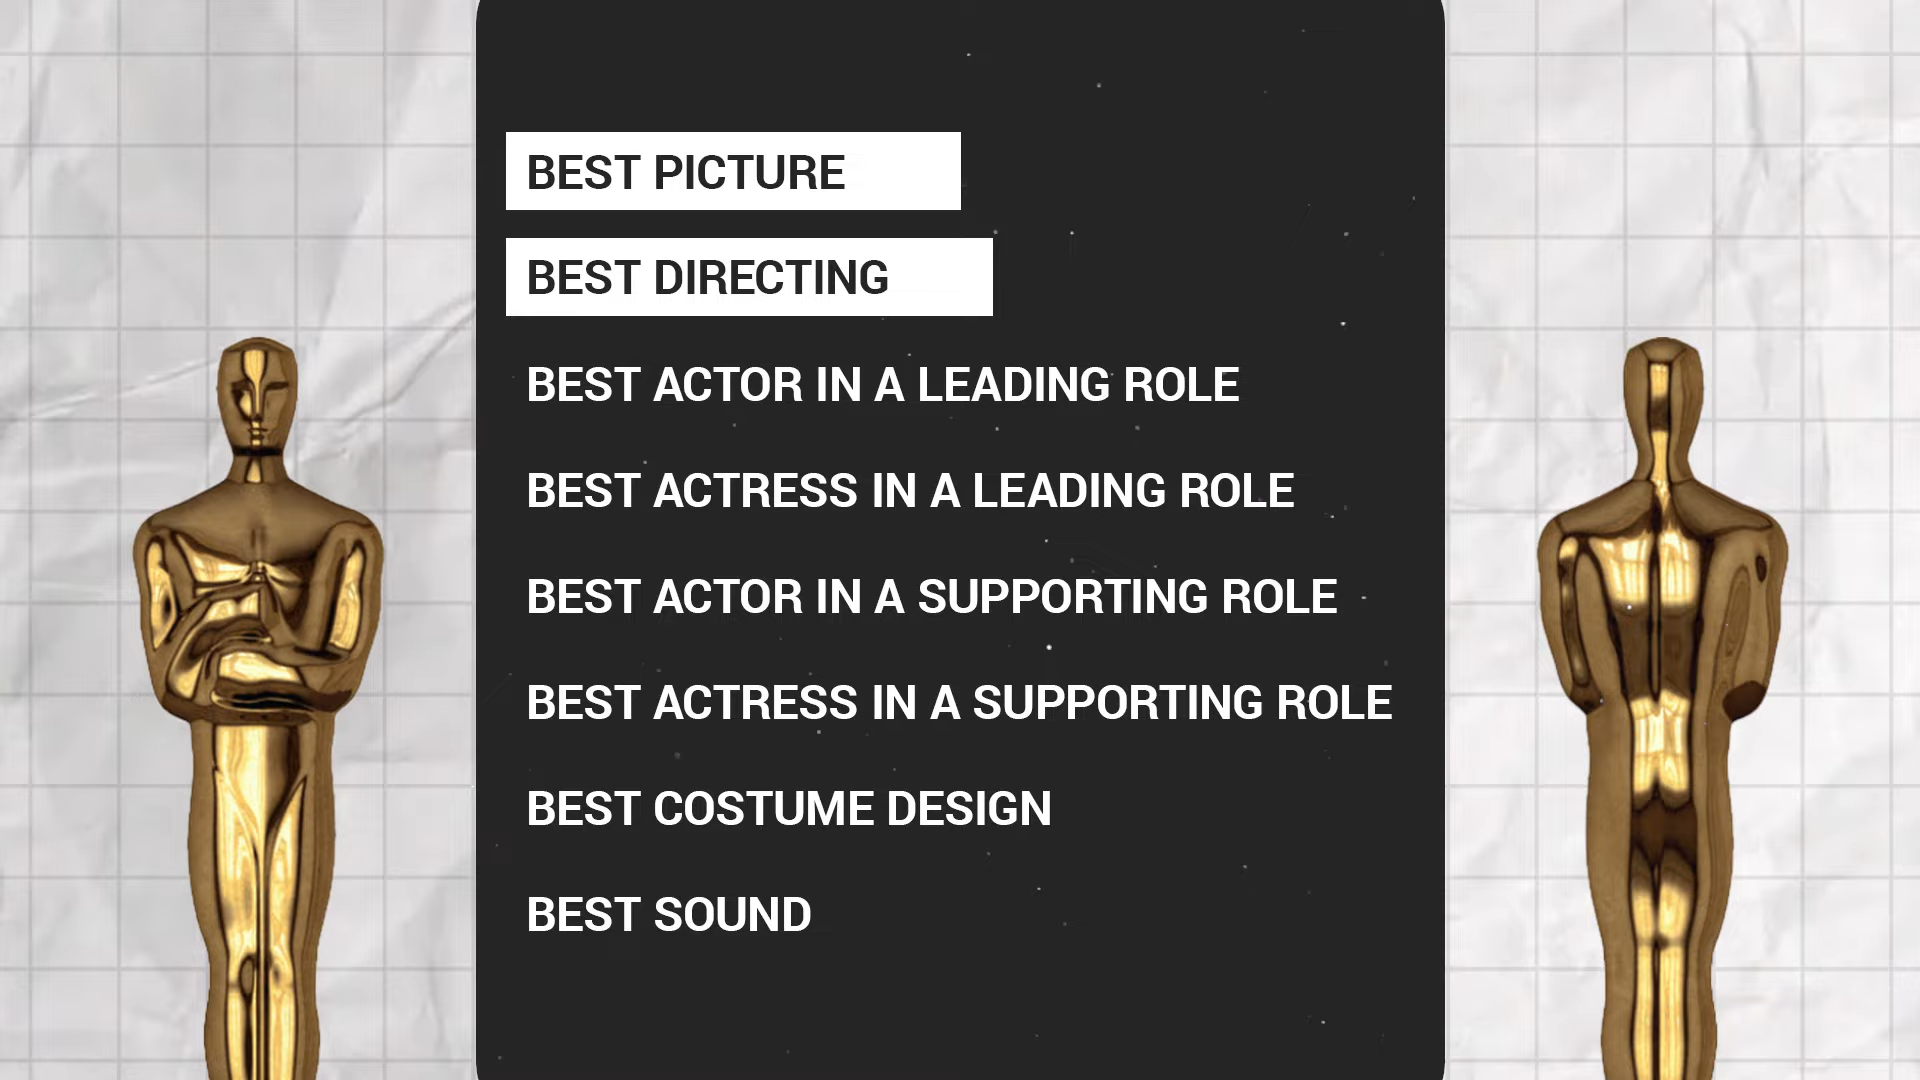 BEST PICTURE
BEST DIRECTING
BEST ACTOR IN A LEADING ROLE
BEST ACTRESS IN A LEADING ROLE
BEST ACTOR IN A SUPPORTING ROLE
BEST ACTRESS IN A SUPPORTING ROLE
BEST COSTUME DESIGN
BEST SOUND